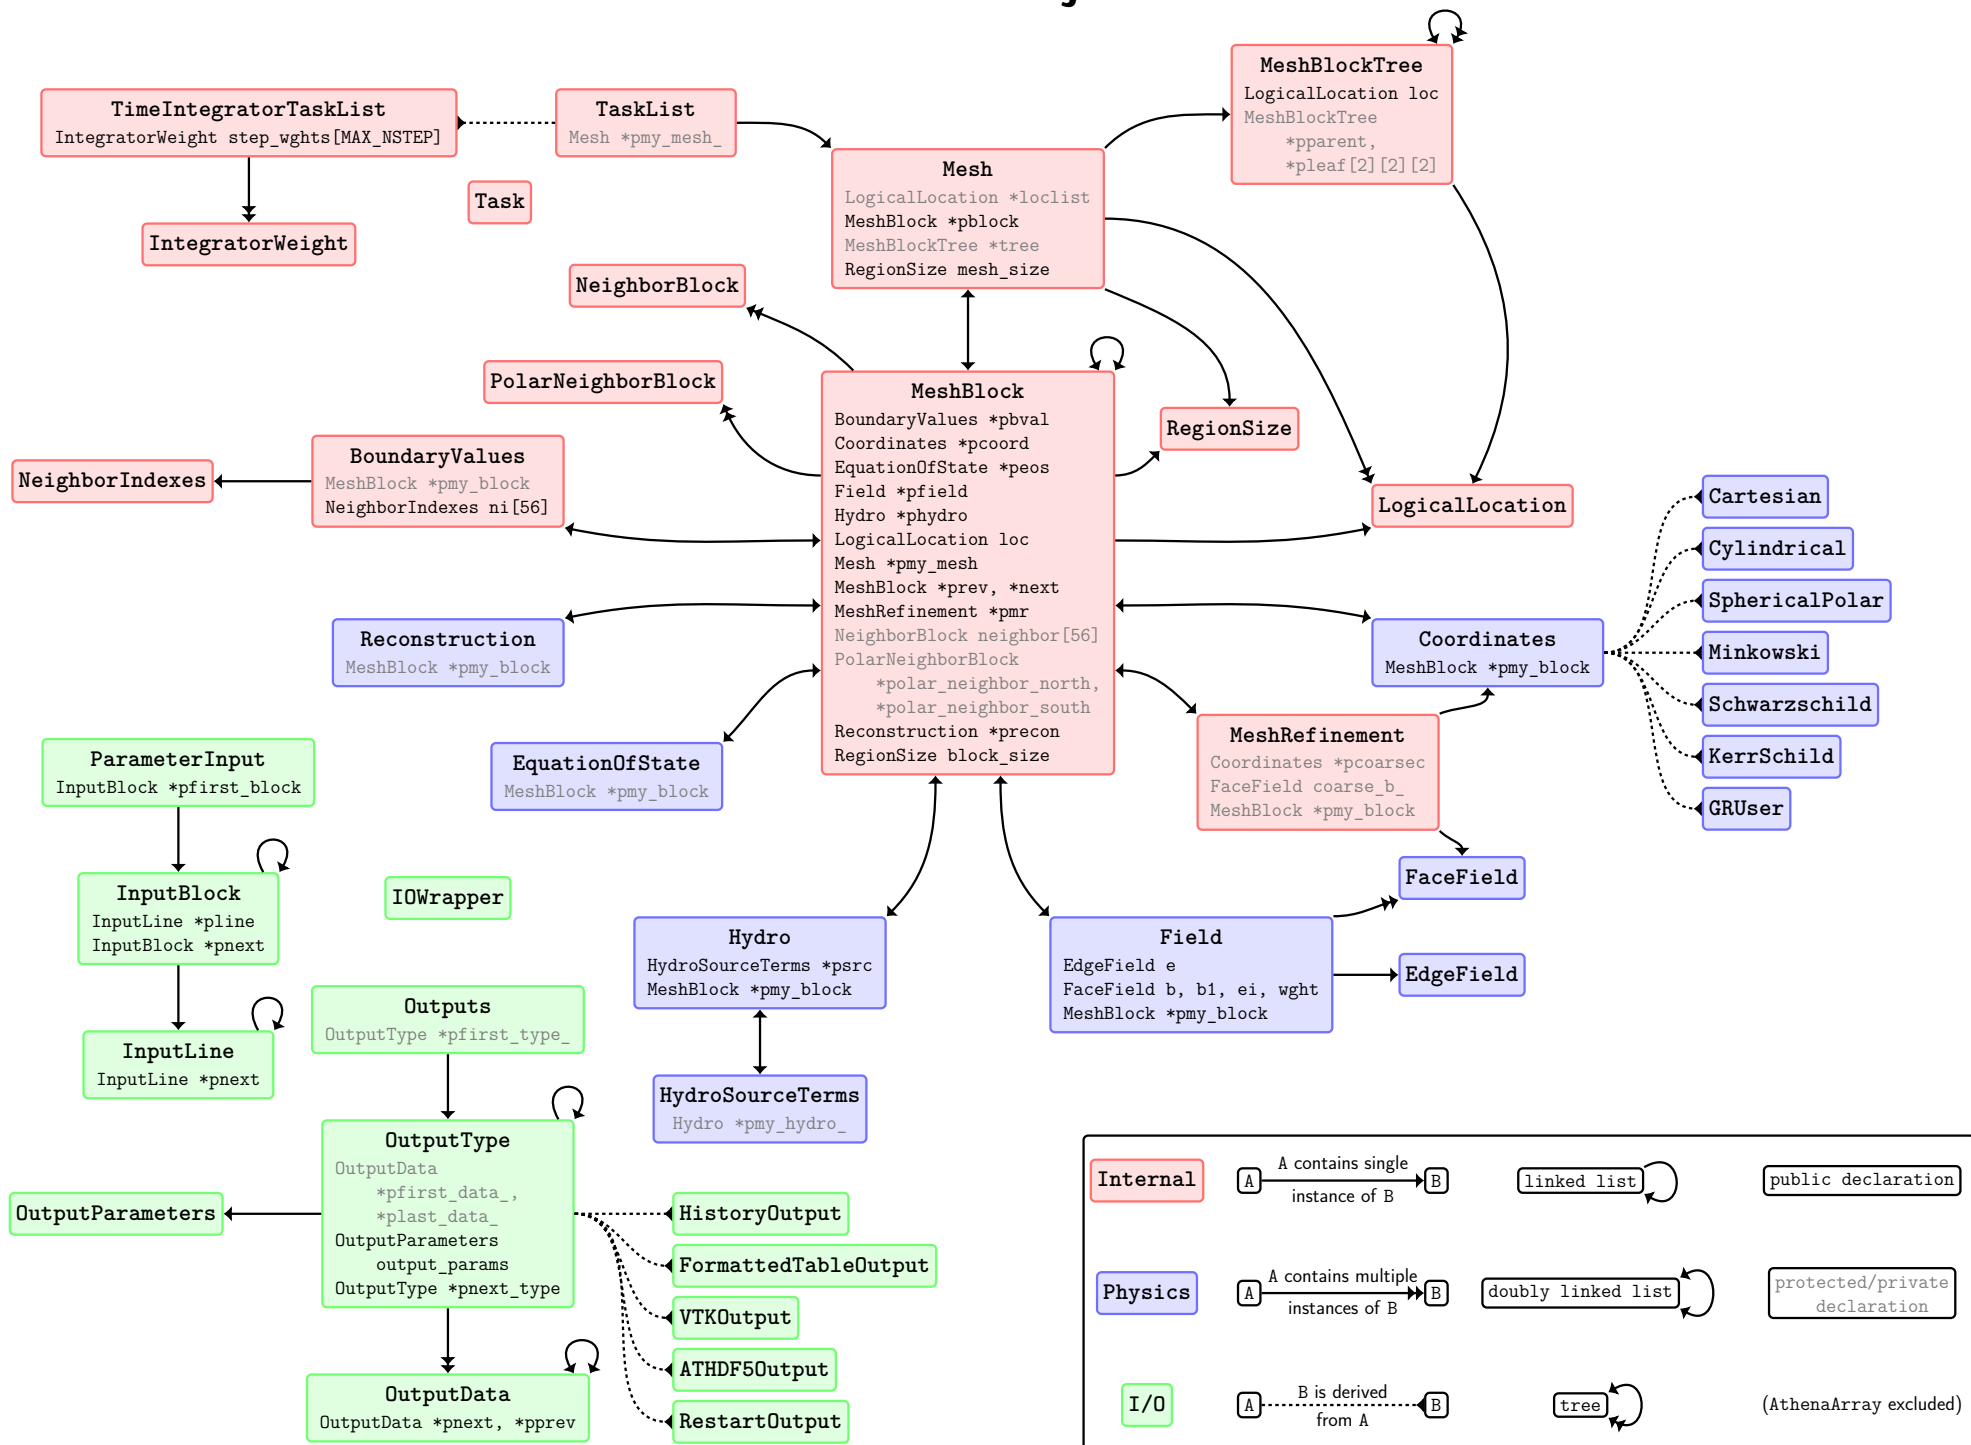 MeshBlockTree
LogicalLocation loc
MeshBlockTree
*pparent,
*pleaf[2][2][2]
TimeIntegratorTaskList
IntegratorWeight step_wghts[MAX_NSTEP]
TaskList
Mesh *pmy_mesh_
Mesh
LogicalLocation *loclist
MeshBlock *pblock
MeshBlockTree *tree
RegionSize mesh_size
Task
IntegratorWeight
NeighborBlock
PolarNeighborBlock
MeshBlock
BoundaryValues *pbval
Coordinates *pcoord
EquationOfState *peos
Field *pfield
Hydro *phydro
LogicalLocation loc
Mesh *pmy_mesh
MeshBlock *prev, *next
MeshRefinement *pmr
NeighborBlock neighbor[56]
PolarNeighborBlock
*polar_neighbor_north,
*polar_neighbor_south
Reconstruction *precon
RegionSize block_size
RegionSize
NeighborIndexes
BoundaryValues
MeshBlock *pmy_block
NeighborIndexes ni[56]
LogicalLocation
Cartesian
Cylindrical
SphericalPolar
Minkowski
Schwarzschild
KerrSchild
GRUser
Reconstruction
MeshBlock *pmy_block
Coordinates
MeshBlock *pmy_block
EquationOfState
MeshBlock *pmy_block
MeshRefinement
Coordinates *pcoarsec
FaceField coarse_b_
MeshBlock *pmy_block
ParameterInput
InputBlock *pfirst_block
InputBlock
InputLine *pline
InputBlock *pnext
IOWrapper
FaceField
Hydro
HydroSourceTerms *psrc
MeshBlock *pmy_block
Field
EdgeField e
FaceField b, b1, ei, wght
MeshBlock *pmy_block
EdgeField
InputLine
InputLine *pnext
Outputs
OutputType *pfirst_type_
HydroSourceTerms
Hydro *pmy_hydro_
OutputType
OutputData
*pfirst_data_,
*plast_data_
OutputParameters
output_params
OutputType *pnext_type
OutputParameters
HistoryOutput
FormattedTableOutput
VTKOutput
ATHDF5Output
RestartOutput
OutputData
OutputData *pnext, *pprev
Internal
A
A contains single
instance of B
B
linked list
public declaration
Physics
A
A contains multiple
instances of B
B
doubly linked list
protected/private
declaration
I/O
A
B is derived
from A
B
tree
(AthenaArray excluded)